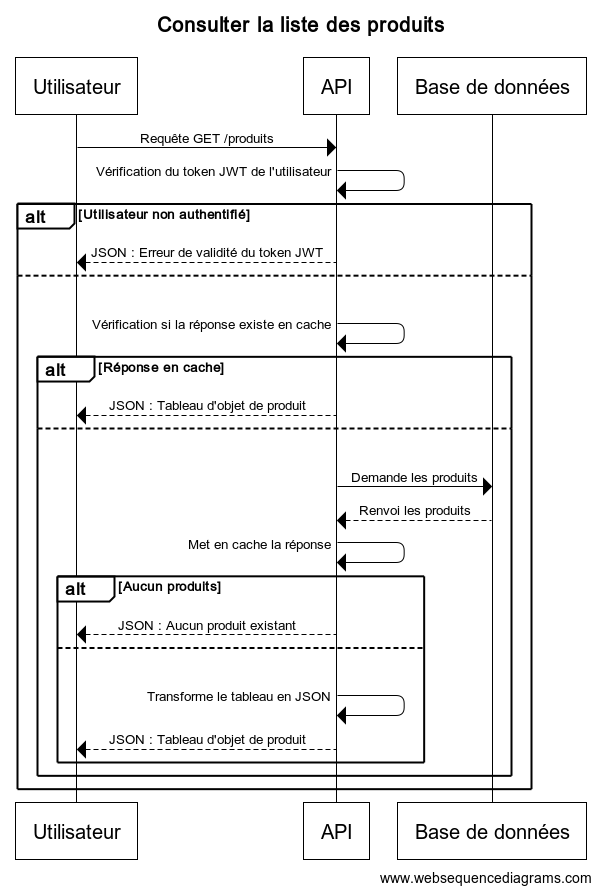 Consulter la liste des produits
Utilisateur
API
Base de données
Requête GET /produits
Vérification du token JWT de l'utilisateur
alt
[Utilisateur non authentifié]
JSON : Erreur de validité du token JWT
Vérification si la réponse existe en cache
alt
[Réponse en cache]
JSON : Tableau d'objet de produit
Demande les produits
Renvoi les produits
Met en cache la réponse
alt
[Aucun produits]
JSON : Aucun produit existant
Transforme le tableau en JSON
JSON : Tableau d'objet de produit
Utilisateur
API
Base de données
www.websequencediagrams.com